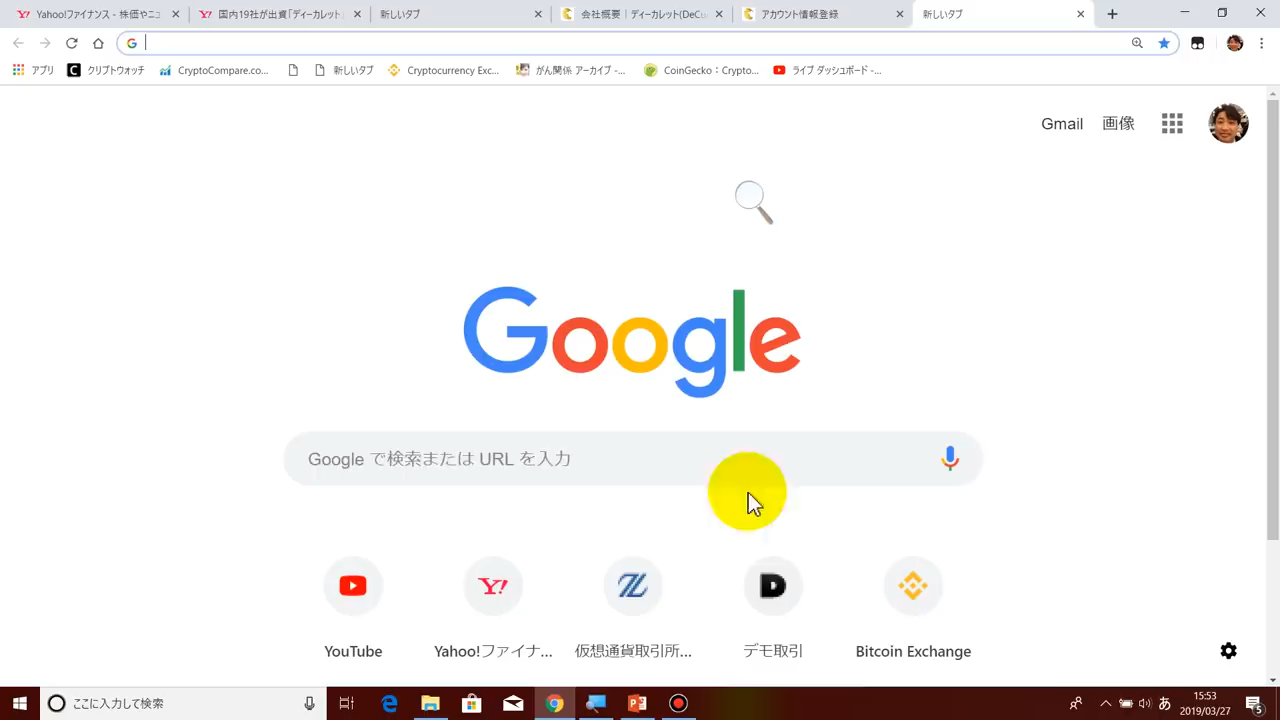 Yahoo!ファイナンス - 株価やニュ
国内19社が出資「ディーカレット」
新しいタブ
会社概要 | ディーカレット(DeCu
アカウント情報登録
新しいタブ
アプリ
クリプトウォッチ
CryptoCompare.co...
新しいタブ
Cryptocurrency Exc...
がん関係 アーカイブ -...
CoinGecko：Crypto...
ライブ ダッシュボード -...
Gmail
画像
Google
Google で検索または URL を入力
YouTube
Yahoo!ファイナ...
仮想通貨取引所...
デモ取引
Bitcoin Exchange
ここに入力して検索
あ
15:53
2019/03/27
5